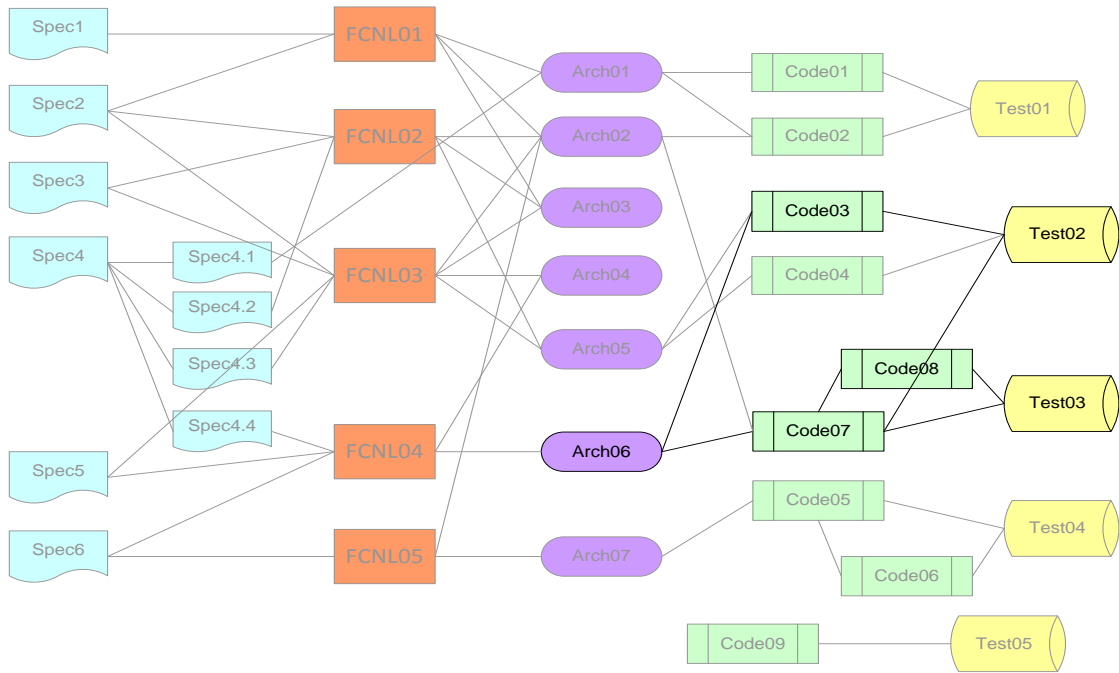 Spec1
Spec2
Spec3
Spec4
Spec4.1
Spec4.2
Spec4.3
Spec4.4
Spec5
Spec6
FCNL01
FCNL02
FCNL03
FCNL04
FCNL05
Arch01
Arch02
Arch03
Arch04
Arch05
Arch06
Arch07
Code01
Code02
Code03
Code04
Code08
Code07
Code05
Code06
Code09
Test01
Test02
Test03
Test04
Test05